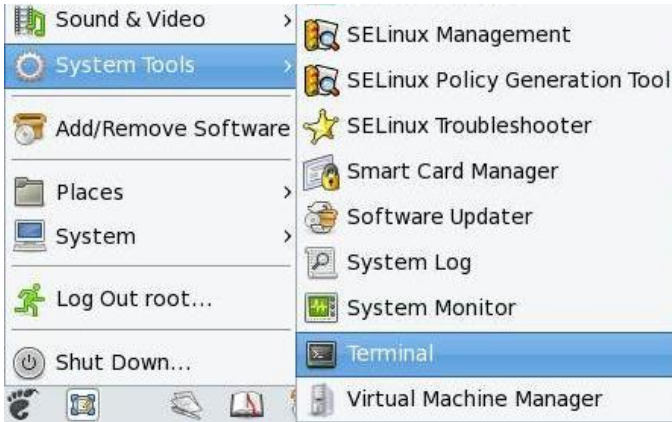 Sound & Video
System Tools
Add/Remove Software
Places
System
Log Out root...
Shut Down...
SELinux Management
SELinux Policy Generation Tool
SELinux Troubleshooter
Smart Card Manager
Software Updater
System Log
System Monitor
Terminal
Virtual Machine Manager